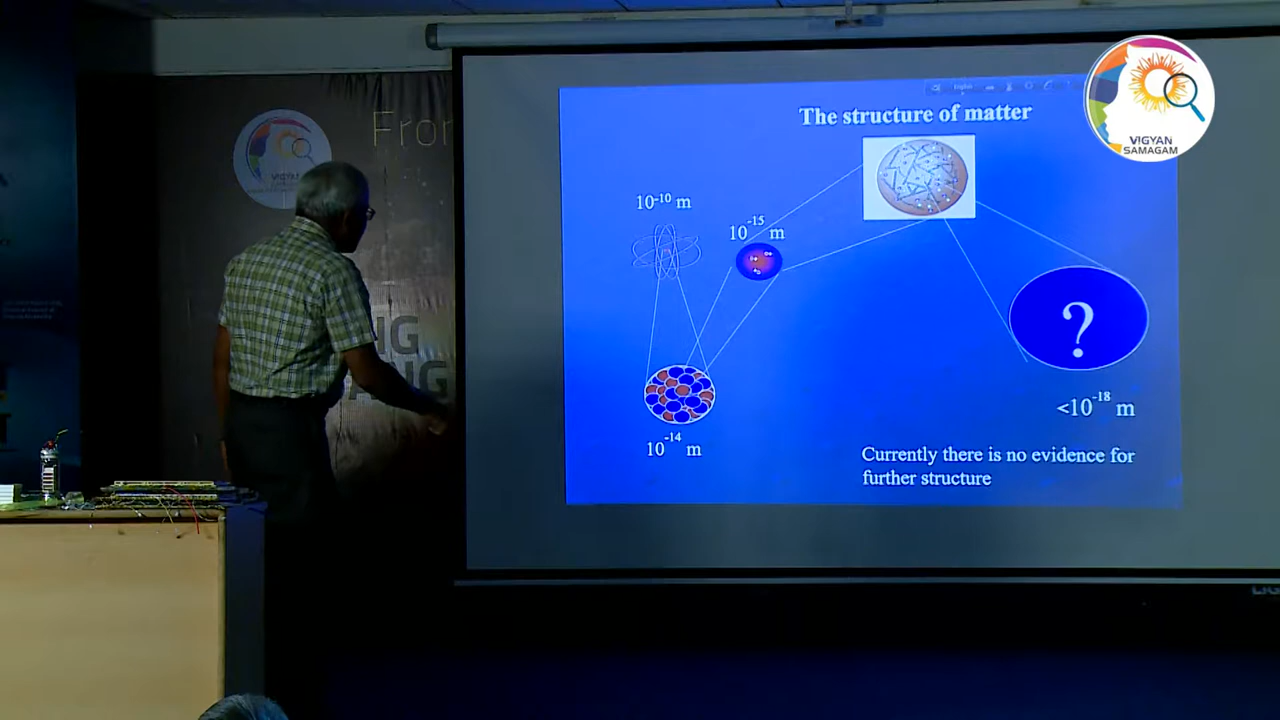 VIGYAN
SAMAGAM
Fron
The structure of matter
10⁻¹⁰ m
10⁻¹⁵ m
?
10⁻¹⁴ m
<10⁻¹⁸ m
Currently there is no evidence for
further structure